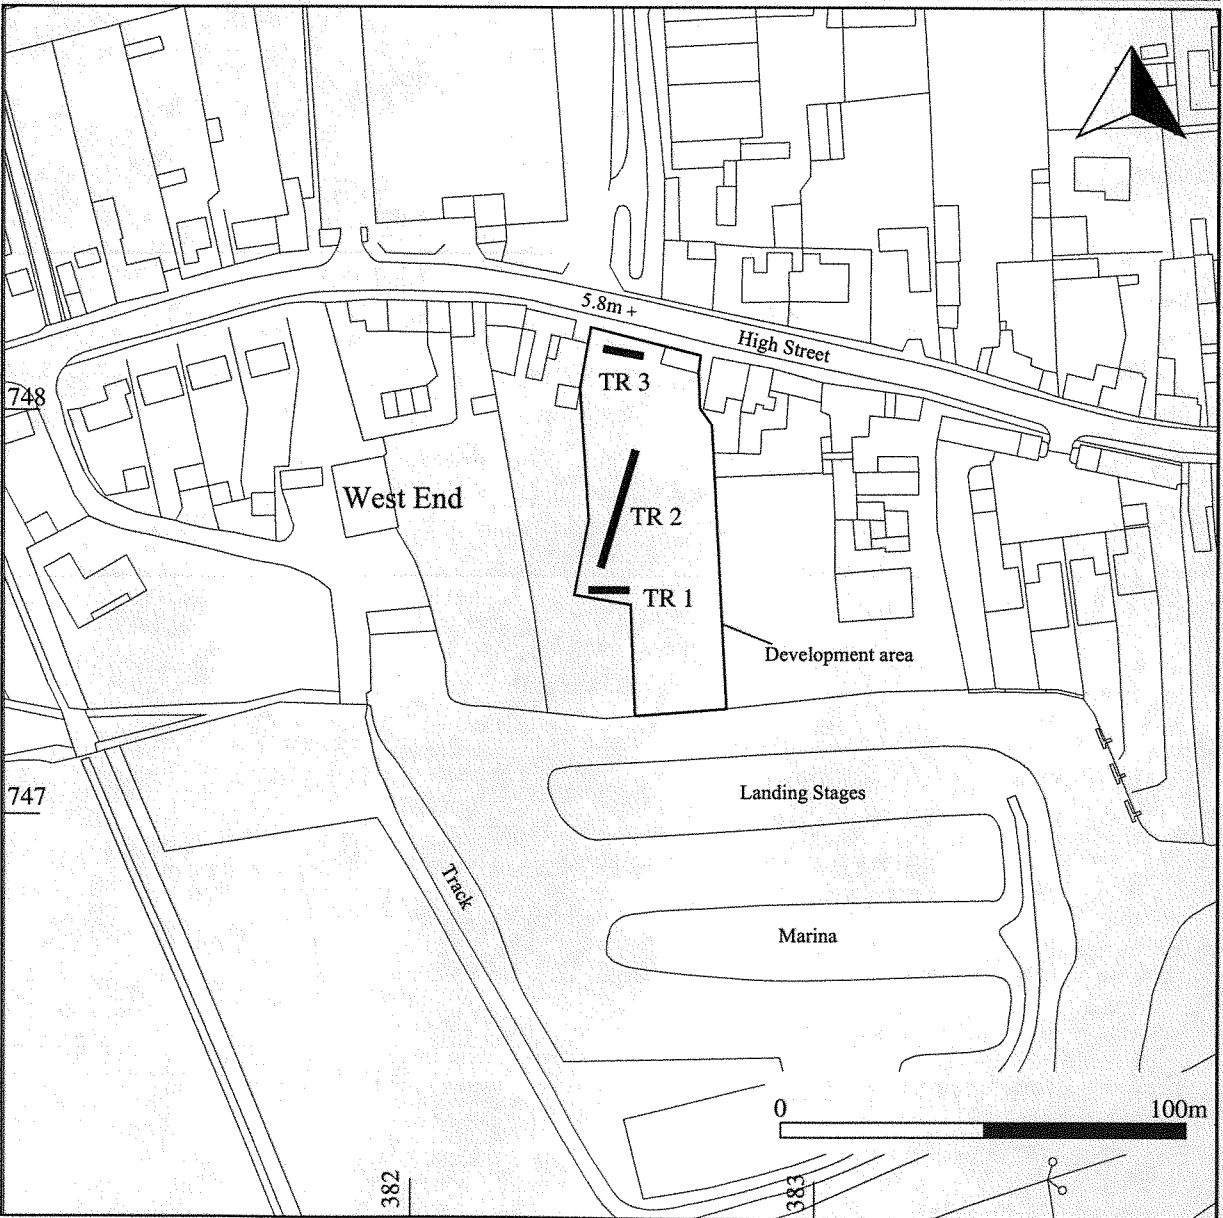 5.8m +
High Street
TR 3
748
West End
TR 2
TR 1
Development area
747
Landing Stages
Track
Marina
0
100m
382
383